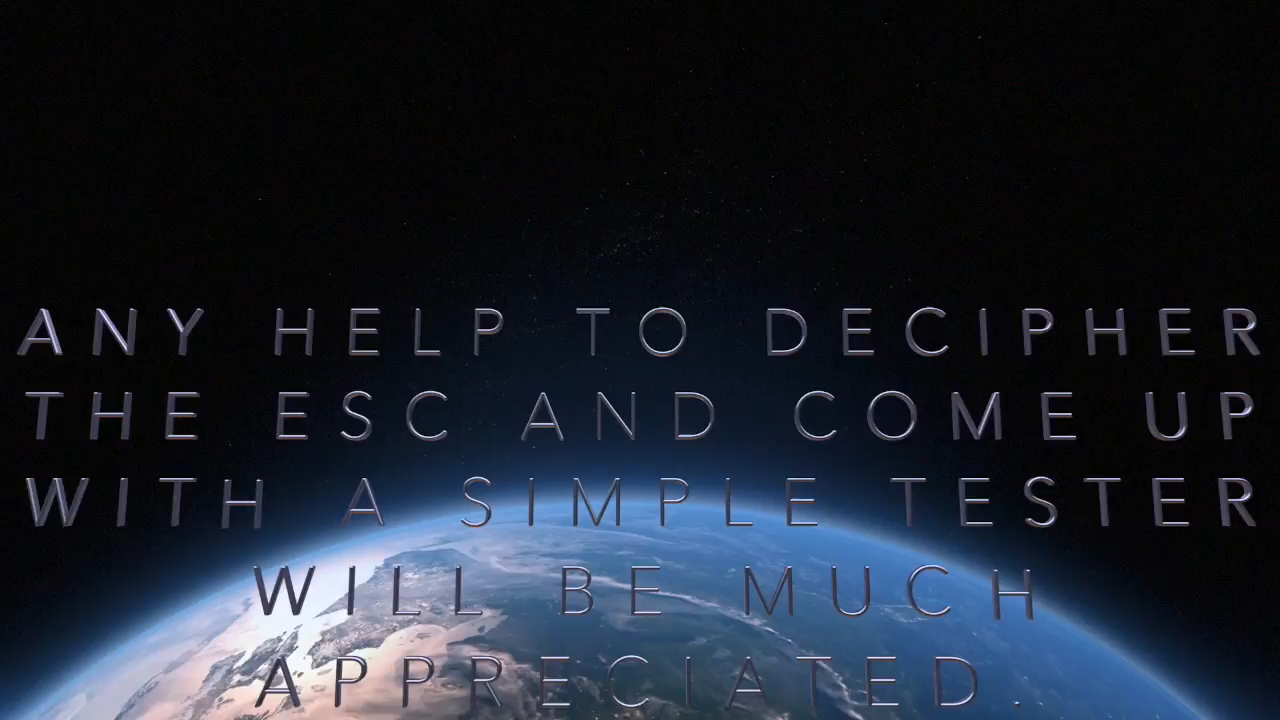 ANY HELP TO DECIPHER
THE ESC AND COME UP
WITH A SIMPLE TESTER
WILL BE MUCH
APPRECIATED.